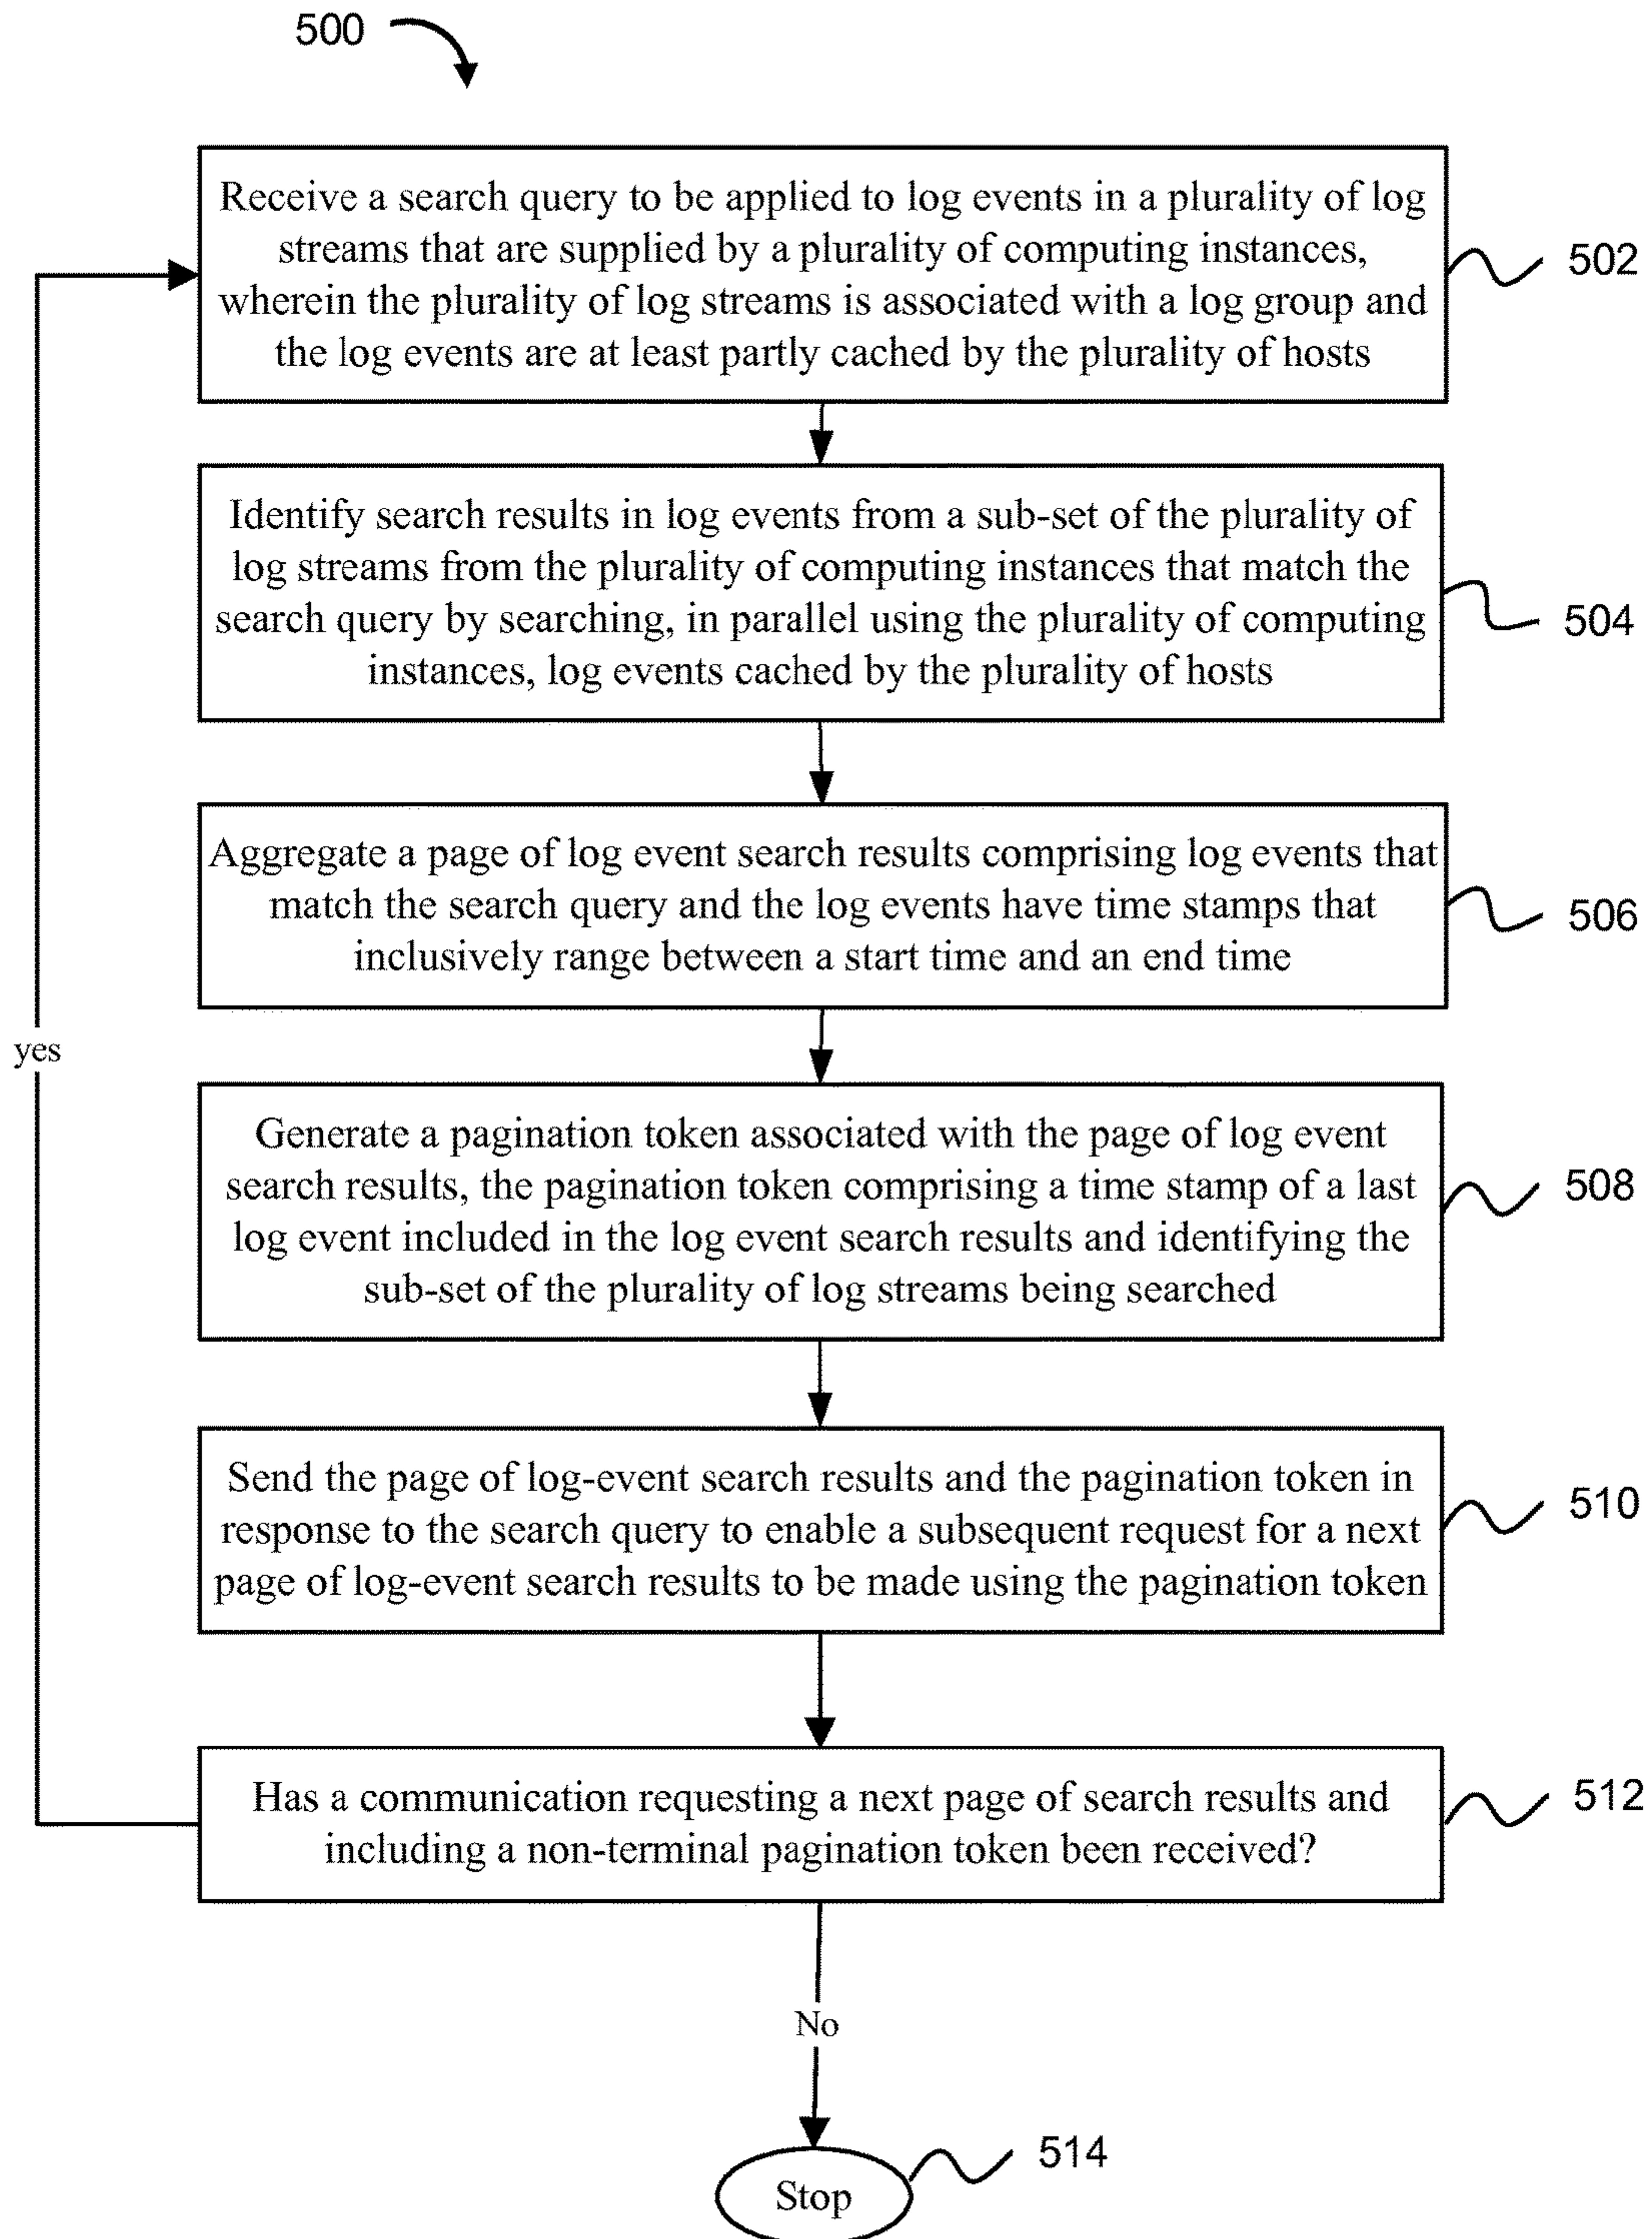 500
Receive a search query to be applied to log events in a plurality of log
streams that are supplied by a plurality of computing instances,
wherein the plurality of log streams is associated with a log group and
the log events are at least partly cached by the plurality of hosts
502
Identify search results in log events from a sub-set of the plurality of
log streams from the plurality of computing instances that match the
search query by searching, in parallel using the plurality of computing
instances, log events cached by the plurality of hosts
504
Aggregate a page of log event search results comprising log events that
match the search query and the log events have time stamps that
inclusively range between a start time and an end time
506
yes
Generate a pagination token associated with the page of log event
search results, the pagination token comprising a time stamp of a last
log event included in the log event search results and identifying the
sub-set of the plurality of log streams being searched
508
Send the page of log-event search results and the pagination token in
response to the search query to enable a subsequent request for a next
page of log-event search results to be made using the pagination token
510
Has a communication requesting a next page of search results and
including a non-terminal pagination token been received?
512
No
Stop
514